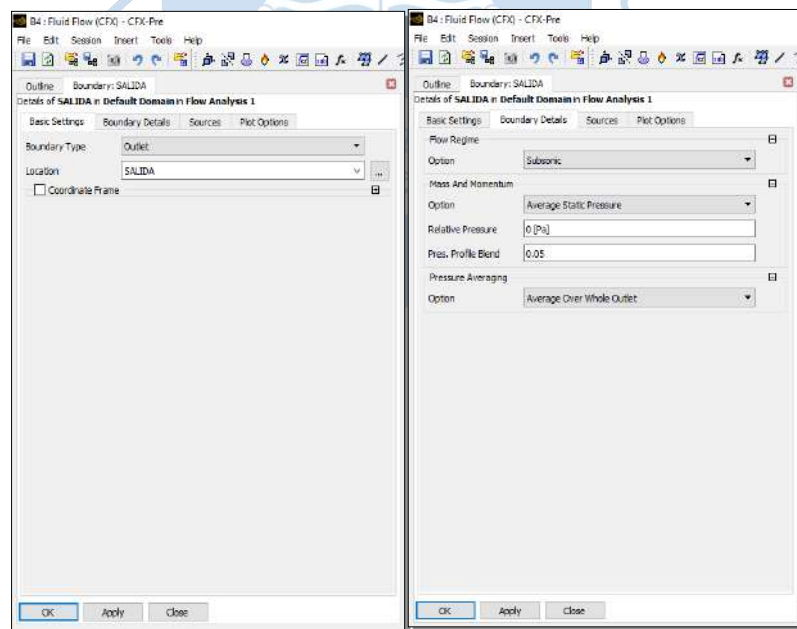 B4 : Fluid Flow (CFX) - CFX-Pre
File Edit Session Insert Tools Help
Outline Boundary: SALIDA
Details of SALIDA in Default Domain in Flow Analysis 1
Basic Settings Boundary Details Sources Plot Options
Boundary Type Outlet
Location SALIDA ...
Coordinate Frame
OK Apply Close
B4 : Fluid Flow (CFX) - CFX-Pre
File Edit Session Insert Tools Help
Outline Boundary: SALIDA
Details of SALIDA in Default Domain in Flow Analysis 1
Basic Settings Boundary Details Sources Plot Options
Flow Regime
Option Subsonic
Mass And Momentum
Option Average Static Pressure
Relative Pressure 0 [Pa]
Pres. Profile Blend 0.05
Pressure Averaging
Option Average Over Whole Outlet
OK Apply Close